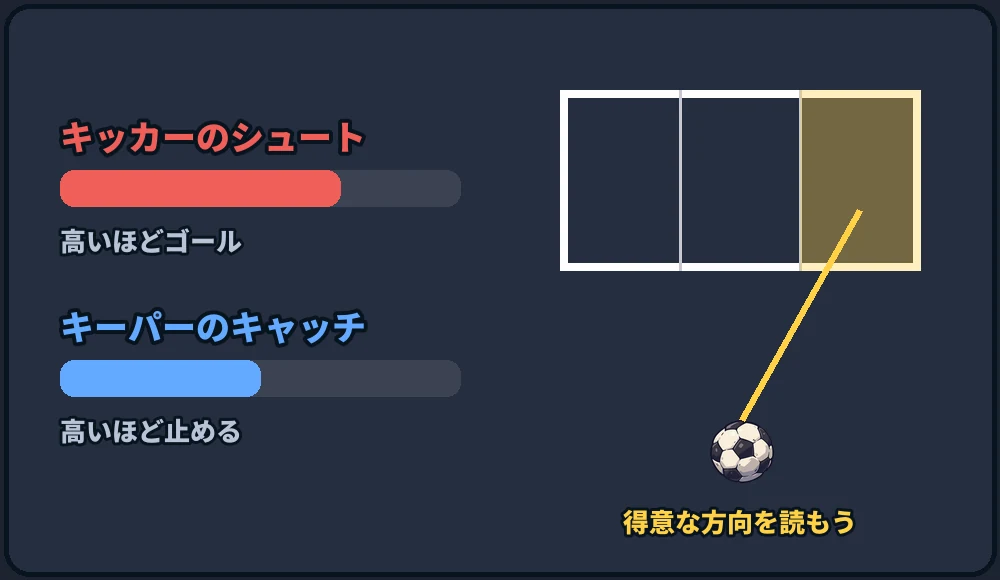 キッカーのシュート
高いほどゴール
キーパーのキャッチ
高いほど止める
得意な方向を読もう